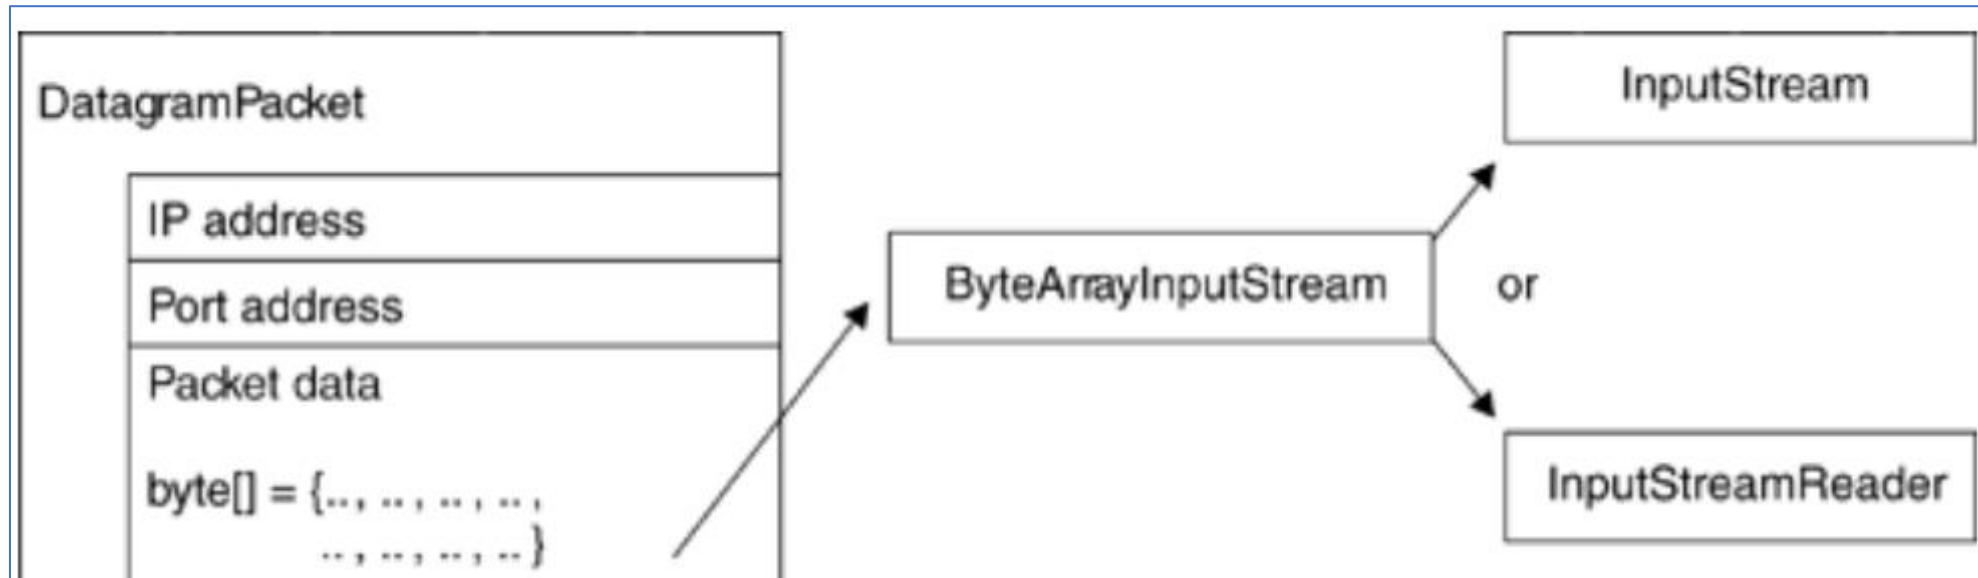 DatagramPacket
IP address
Port address
Packet data
byte[] = {.., .., .., ..,
.., .., .., ..}
ByteArrayInputStream
InputStream
or
InputStreamReader